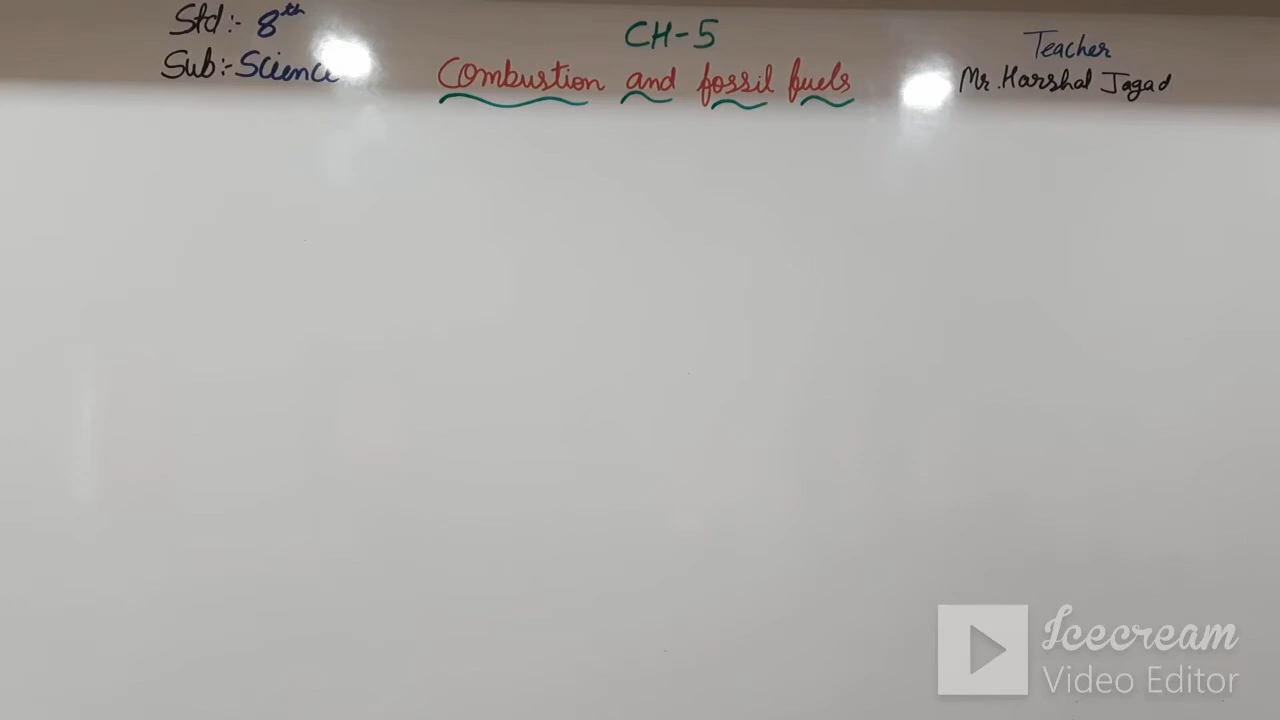 Std:- 8th
Sub:- Science
CH-5
Combustion and fossil fuels
Teacher
Mr. Harshal Jagad
Icecream
Video Editor